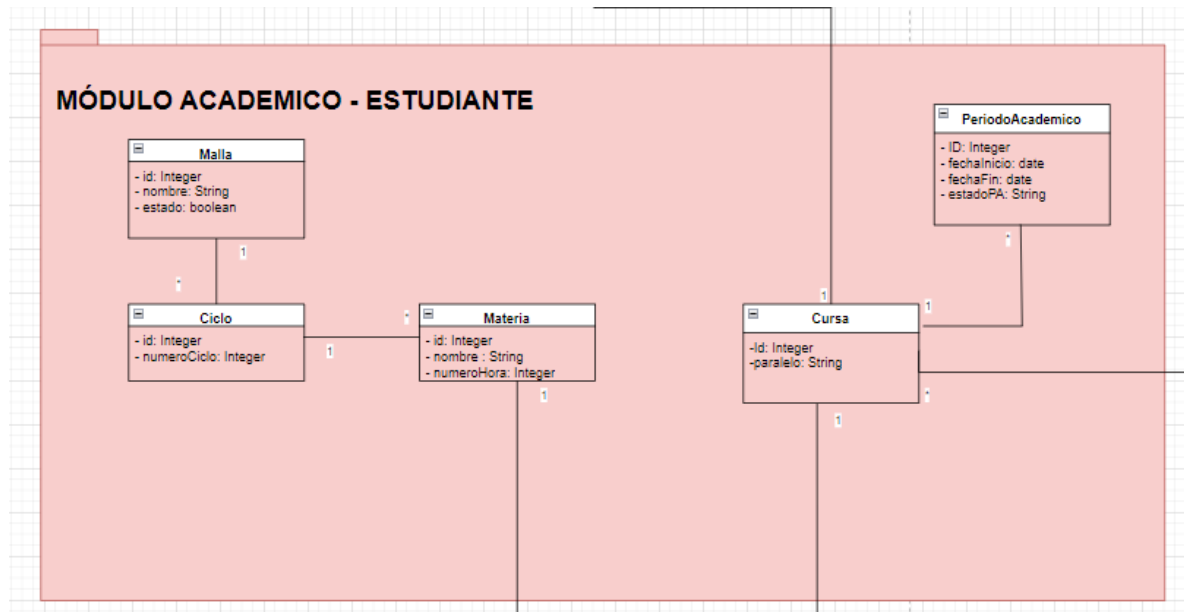 MÓDULO ACADEMICO - ESTUDIANTE
Malla
- id: Integer
- nombre: String
- estado: boolean
1
*
Ciclo
- id: Integer
- numeroCiclo: Integer
1
*
Materia
- id: Integer
- nombre : String
- numeroHora: Integer
1
PeriodoAcademico
- ID: Integer
- fechaInicio: date
- fechaFin: date
- estadoPA: String
*
1
1
Cursa
-Id: Integer
-paralelo: String
*
1